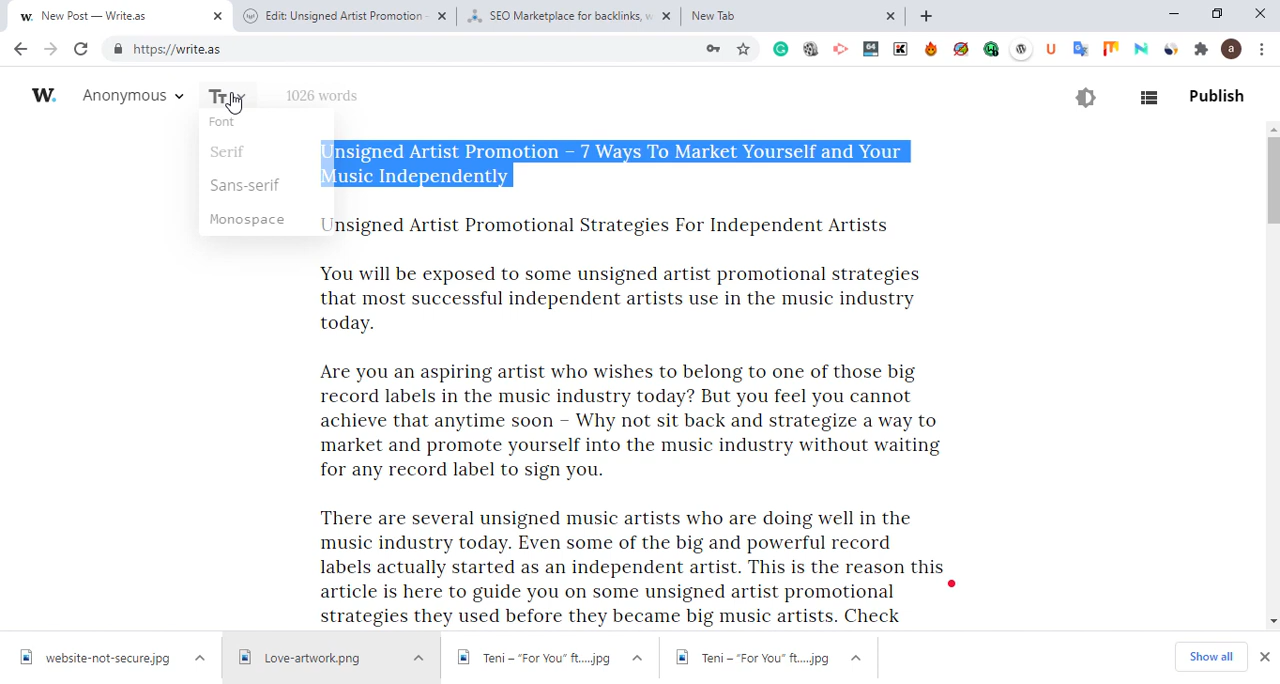 w. New Post — Write.as
Edit: Unsigned Artist Promotion -
SEO Marketplace for backlinks, w
New Tab
https://write.as
64
K
U
a
W.
Anonymous
TT
1026 words
Publish
Font
Serif
Sans-serif
Monospace
Unsigned Artist Promotion – 7 Ways To Market Yourself and Your
Music Independently
Unsigned Artist Promotional Strategies For Independent Artists
You will be exposed to some unsigned artist promotional strategies
that most successful independent artists use in the music industry
today.
Are you an aspiring artist who wishes to belong to one of those big
record labels in the music industry today? But you feel you cannot
achieve that anytime soon – Why not sit back and strategize a way to
market and promote yourself into the music industry without waiting
for any record label to sign you.
There are several unsigned music artists who are doing well in the
music industry today. Even some of the big and powerful record
labels actually started as an independent artist. This is the reason this
article is here to guide you on some unsigned artist promotional
strategies they used before they became big music artists. Check
website-not-secure.jpg
Love-artwork.png
Teni – “For You” ft.....jpg
Teni – “For You” ft.....jpg
Show all